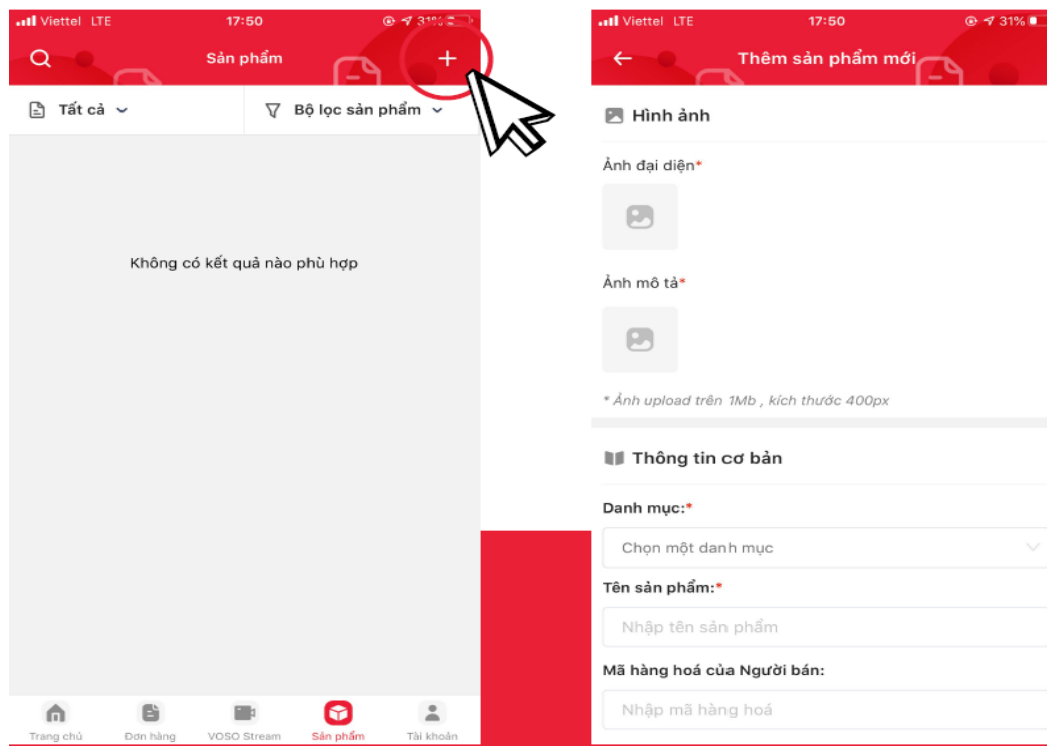 Viettel LTE 17:50 31%
Sản phẩm
Tất cả Bộ lọc sản phẩm
Không có kết quả nào phù hợp
Trang chủ Đơn hàng VOSO Stream Sản phẩm Tài khoản
Viettel LTE 17:50 31%
Thêm sản phẩm mới
Hình ảnh
Ảnh đại diện*
Ảnh mô tả*
* Ảnh upload trên 1Mb , kích thước 400px
Thông tin cơ bản
Danh mục:*
Chọn một danh mục
Tên sản phẩm:*
Nhập tên sản phẩm
Mã hàng hoá của Người bán:
Nhập mã hàng hoá